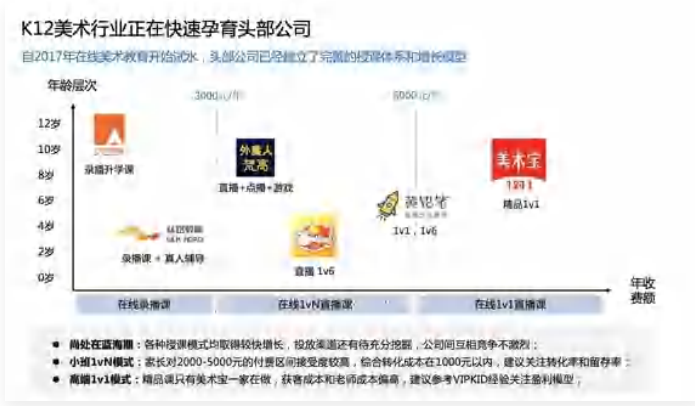 K12美术行业正在快速孕育头部公司
自2017年在线美术教育开始试水，头部公司已经建立了完善的授课体系和增长模型
年龄层次
12岁
10岁
8岁
6岁
4岁
2岁
0岁
录播升学课
外星人
梵高
直播+点播+游戏
美术宝
1对1
精品1v1
黄铅笔
1v1，1v6
录播课 + 真人辅导
直播 1v6
年收
费额
在线录播课
在线1vN直播课
在线1v1直播课
尚处在蓝海期：各种授课模式均取得较快增长，投放渠道还有待充分挖掘，公司间互相竞争不激烈；
小班1vN模式：家长对2000-5000元的付费区间接受度较高，综合转化成本在1000元以内，建议关注转化率和留存率；
高端1v1模式：精品课只有美术宝一家在做，获客成本和老师成本偏高，建议参考VIPKID经验关注盈利模型；